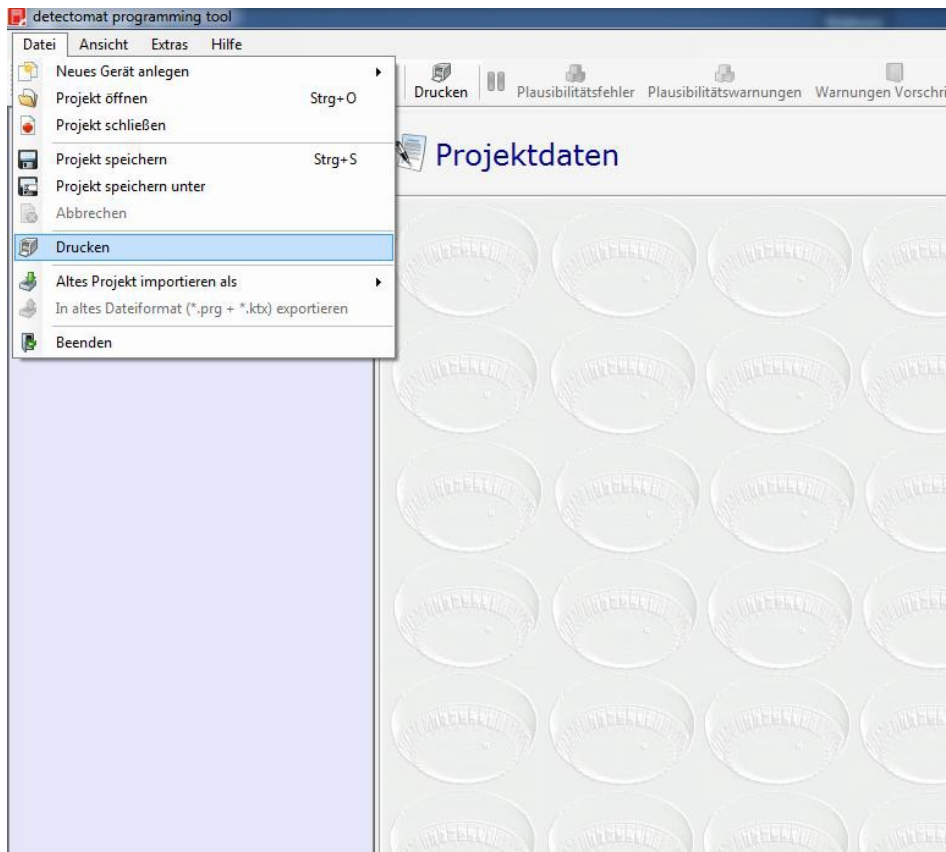 detectomat programming tool
Datei Ansicht Extras Hilfe
Neues Gerät anlegen
Projekt öffnen Strg+O
Projekt schließen
Projekt speichern Strg+S
Projekt speichern unter
Abbrechen
Drucken
Altes Projekt importieren als
In altes Dateiformat (*.prg + *.ktx) exportieren
Beenden
Drucken Plausibilitätsfehler Plausibilitätswarnungen Warnungen Vorschri
Projektdaten